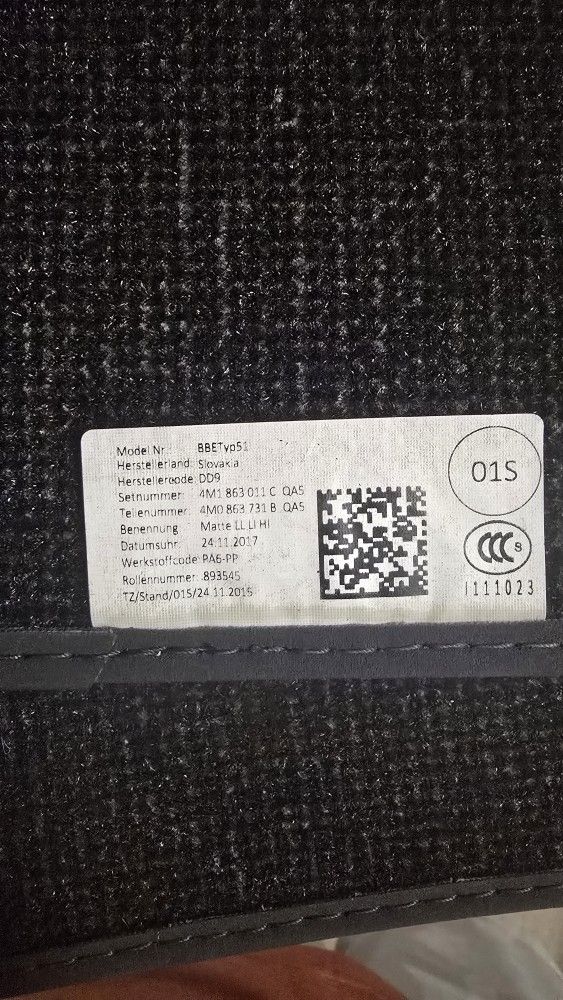 Model Nr.: BBETyp51
Herstellerland: Slovakia
Herstellercode: DD9
Setnummer: 4M1 863 011 C QA5
Teilenummer: 4M0 863 731 B QA5
Benennung Matte LL LI HI
Datumsuhr: 24.11.2017
Werkstoffcode PA6-PP
Rollennummer: 893545
TZ/Stand/015/24.11.2015
01S
CCC S
I111023